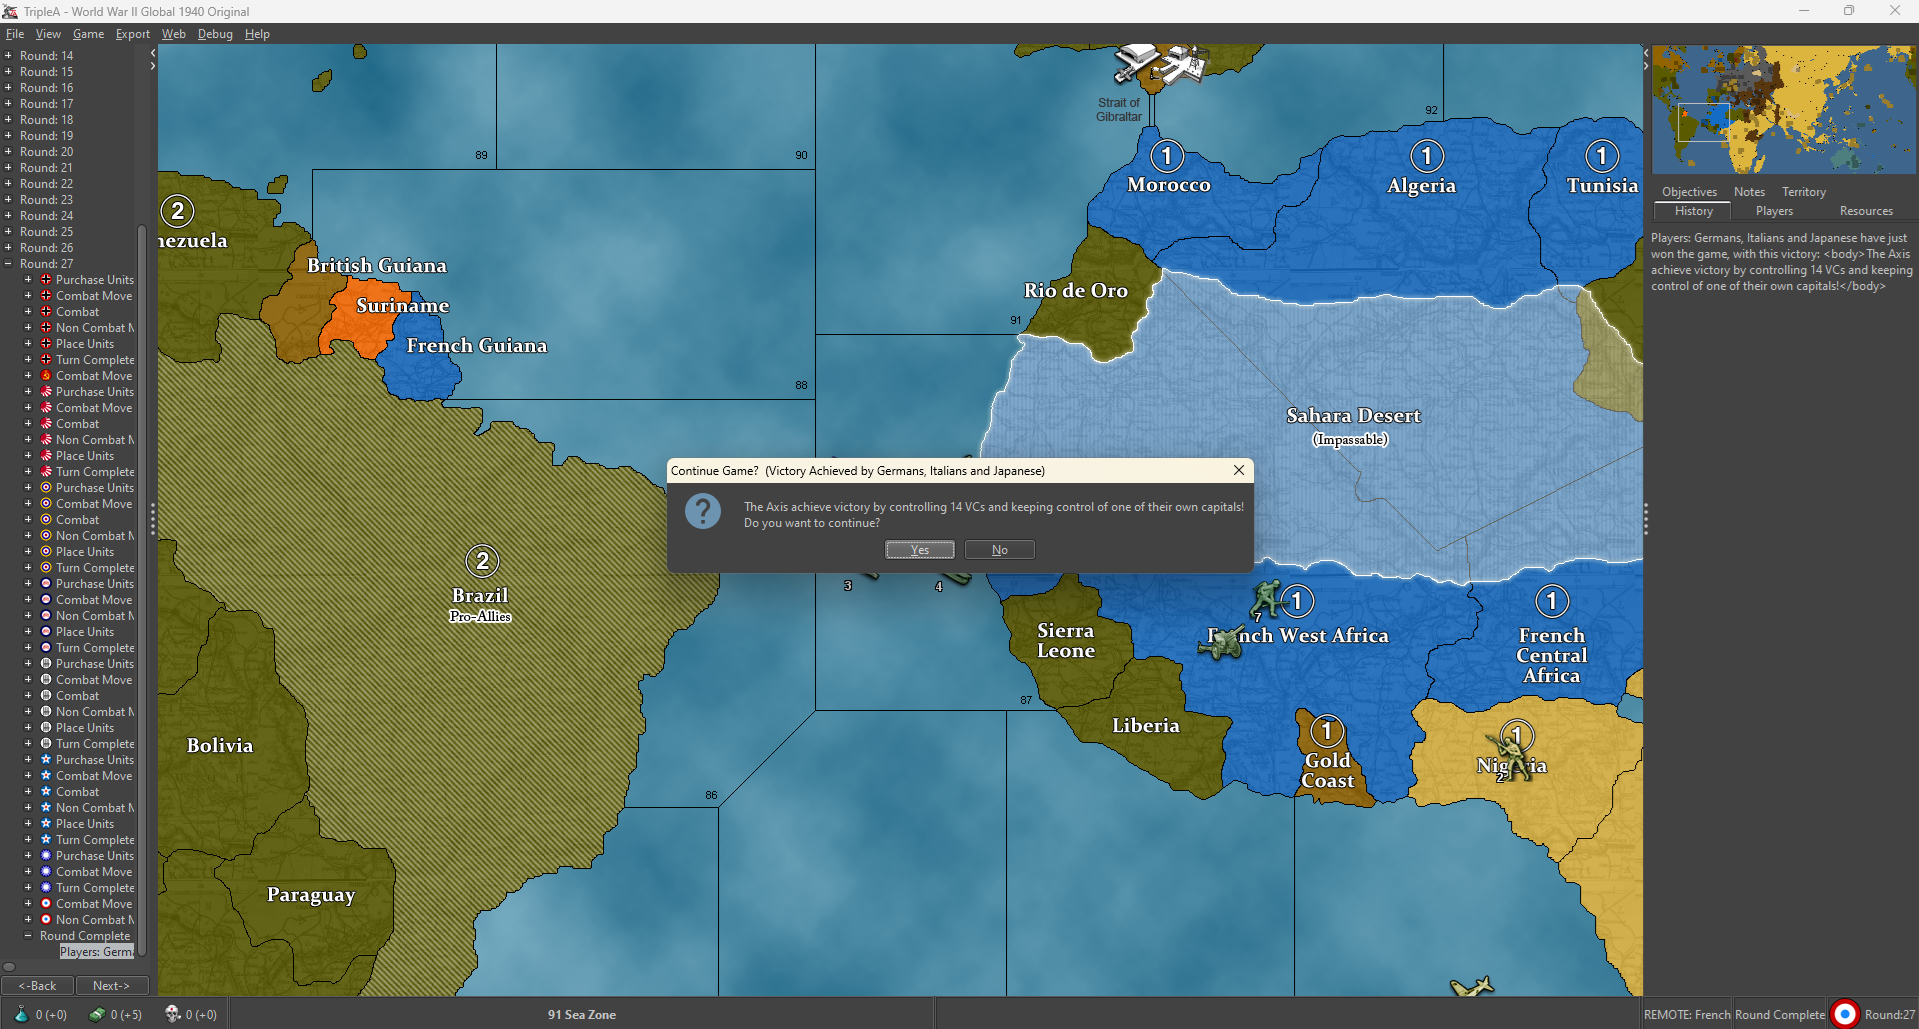 TripleA - World War II Global 1940 Original
File View Game Export Web Debug Help
Round: 14
Round: 15
Round: 16
Round: 17
Round: 18
Round: 19
Round: 20
Round: 21
Round: 22
Round: 23
Round: 24
Round: 25
Round: 26
Round: 27
Purchase Units
Combat Move
Combat
Non Combat M
Place Units
Turn Complete
Combat Move
Purchase Units
Combat Move
Combat
Non Combat M
Place Units
Turn Complete
Purchase Units
Combat Move
Combat
Non Combat M
Place Units
Turn Complete
Purchase Units
Combat Move
Non Combat M
Place Units
Turn Complete
Purchase Units
Combat Move
Combat
Non Combat M
Place Units
Turn Complete
Purchase Units
Combat Move
Combat
Non Combat M
Place Units
Turn Complete
Purchase Units
Combat Move
Turn Complete
Combat Move
Non Combat M
Round Complete
Players: Germa
<-Back
Next->
Strait of
Gibraltar
92
89
90
1
Morocco
1
Algeria
1
Tunisia
2
nezuela
British Guiana
Suriname
French Guiana
Rio de Oro
91
88
Sahara Desert
(Impassable)
Continue Game? (Victory Achieved by Germans, Italians and Japanese)
The Axis achieve victory by controlling 14 VCs and keeping control of one of their own capitals!
Do you want to continue?
Yes
No
3
4
2
Brazil
Pro-Allies
7
1
French West Africa
1
French
Central
Africa
Sierra
Leone
87
Liberia
1
Gold
Coast
1
Nigeria
2
Bolivia
86
Paraguay
Objectives Notes Territory
History Players Resources
Players: Germans, Italians and Japanese have just
won the game, with this victory: <body>The Axis
achieve victory by controlling 14 VCs and keeping
control of one of their own capitals!</body>
0 (+0)
0 (+5)
0 (+0)
91 Sea Zone
REMOTE: French
Round Complete
Round:27